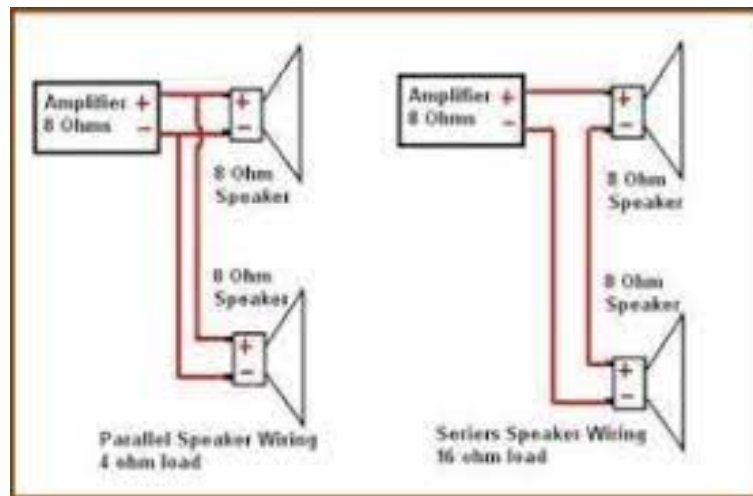 Amplifier +
8 Ohms −
+
−
8 Ohm
Speaker
8 Ohm
Speaker
+
−
Parallel Speaker Wiring
4 ohm load
Amplifier +
8 Ohms −
+
−
8 Ohm
Speaker
8 Ohm
Speaker
+
−
Seriers Speaker Wiring
16 ohm load